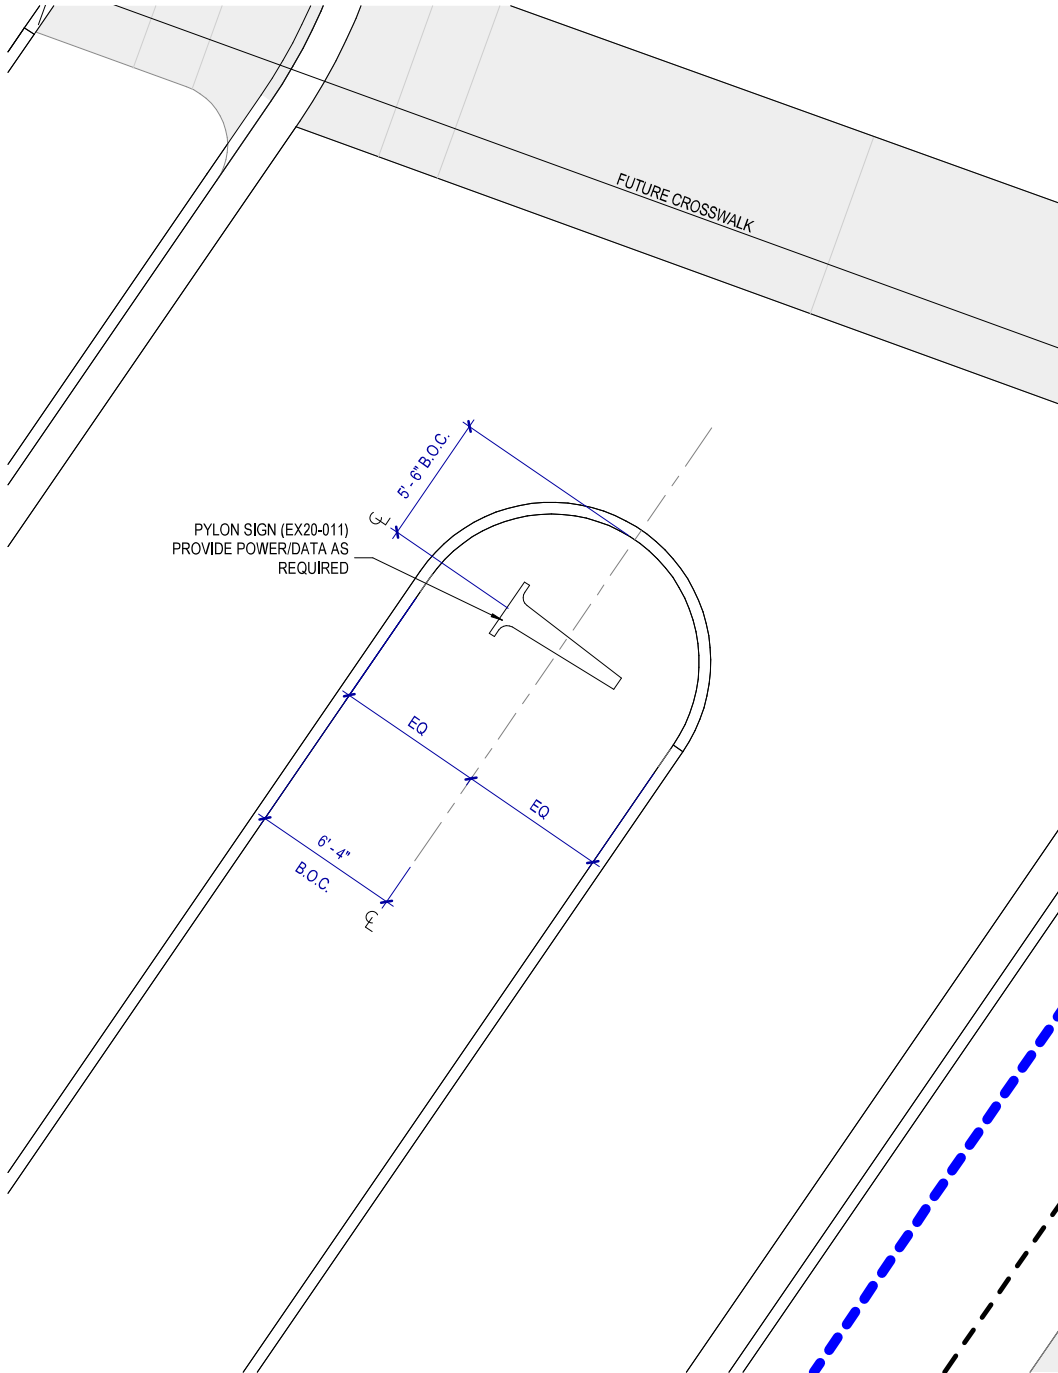 FUTURE CROSSWALK
5' - 6" B.O.C.
℄
PYLON SIGN (EX20-011)
PROVIDE POWER/DATA AS
REQUIRED
EQ
EQ
6' - 4"
B.O.C.
℄